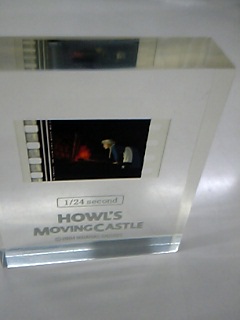 1/24 second
HOWL'S
MOVING CASTLE